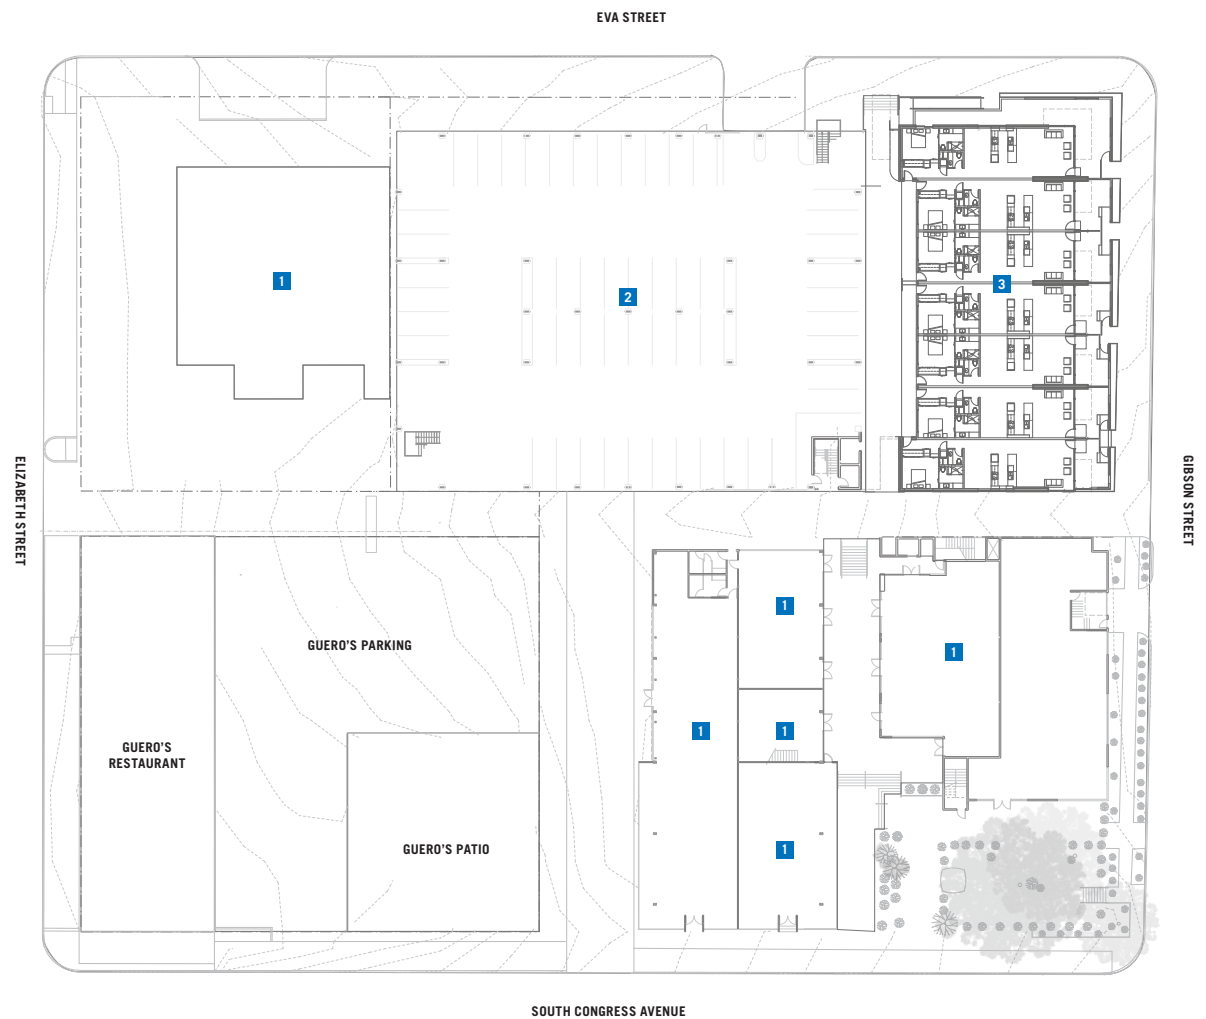 EVA STREET
1
2
3
ELIZABETH STREET
GIBSON STREET
1
GUERO'S PARKING
1
1
1
GUERO'S
RESTAURANT
GUERO'S PATIO
1
SOUTH CONGRESS AVENUE